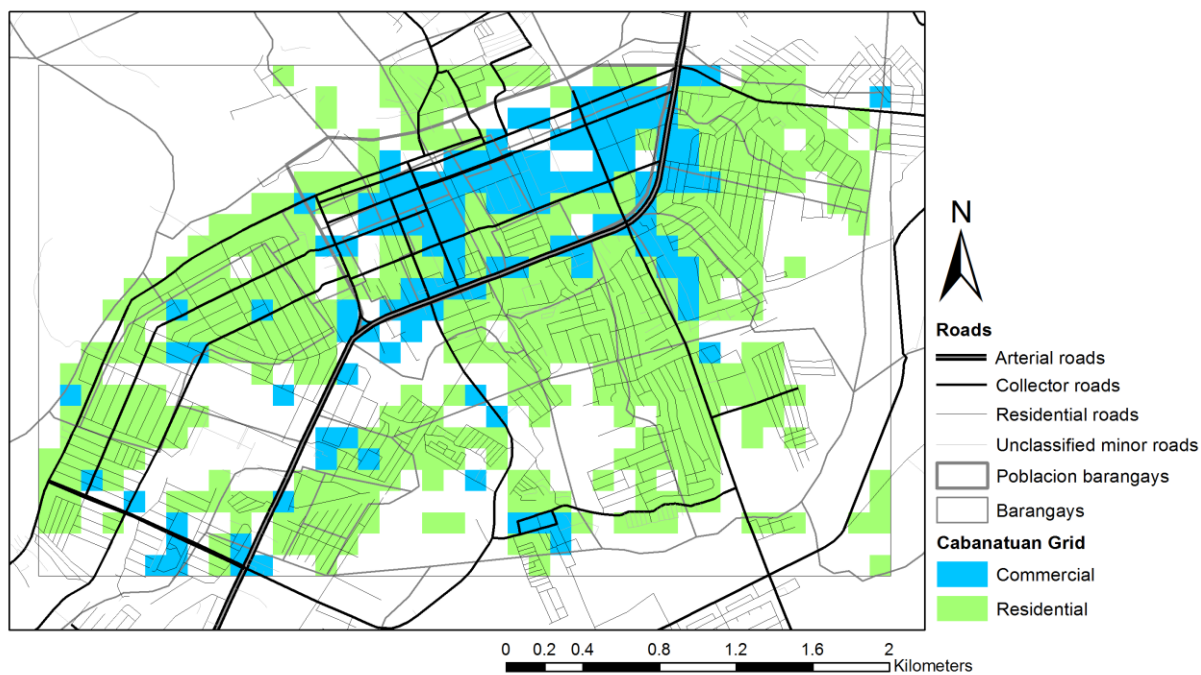 N
Roads
Arterial roads
Collector roads
Residential roads
Unclassified minor roads
Poblacion barangays
Barangays
Cabanatuan Grid
Commercial
Residential
0 0.2 0.4 0.8 1.2 1.6 2
Kilometers